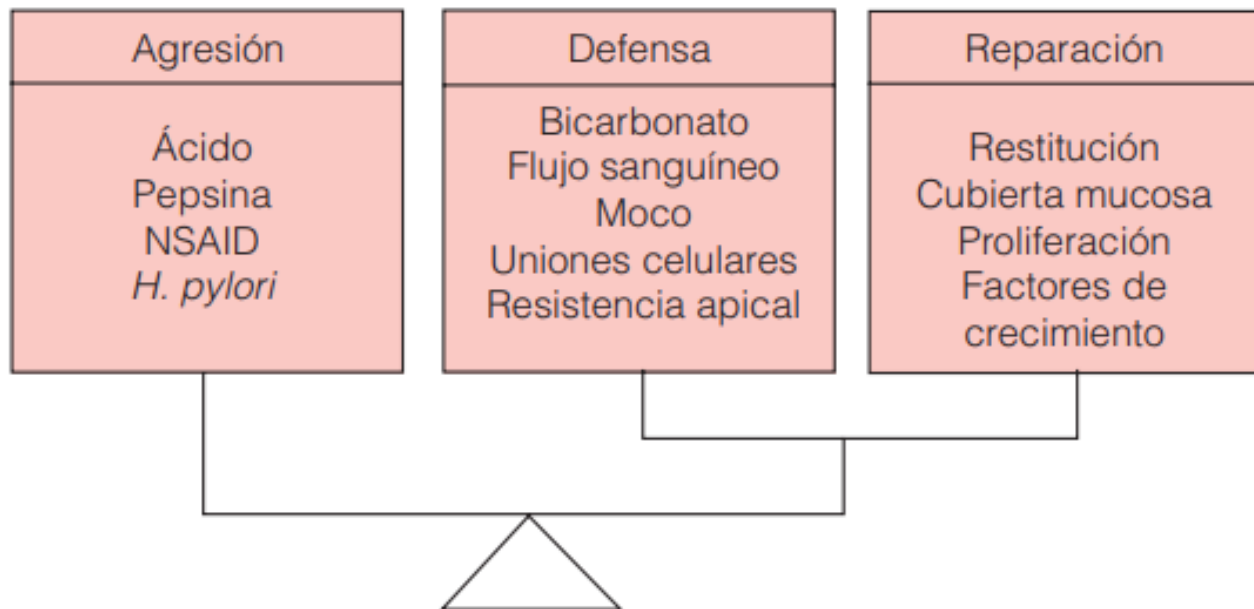 Agresión
Ácido
Pepsina
NSAID
H. pylori
Defensa
Bicarbonato
Flujo sanguíneo
Moco
Uniones celulares
Resistencia apical
Reparación
Restitución
Cubierta mucosa
Proliferación
Factores de
crecimiento